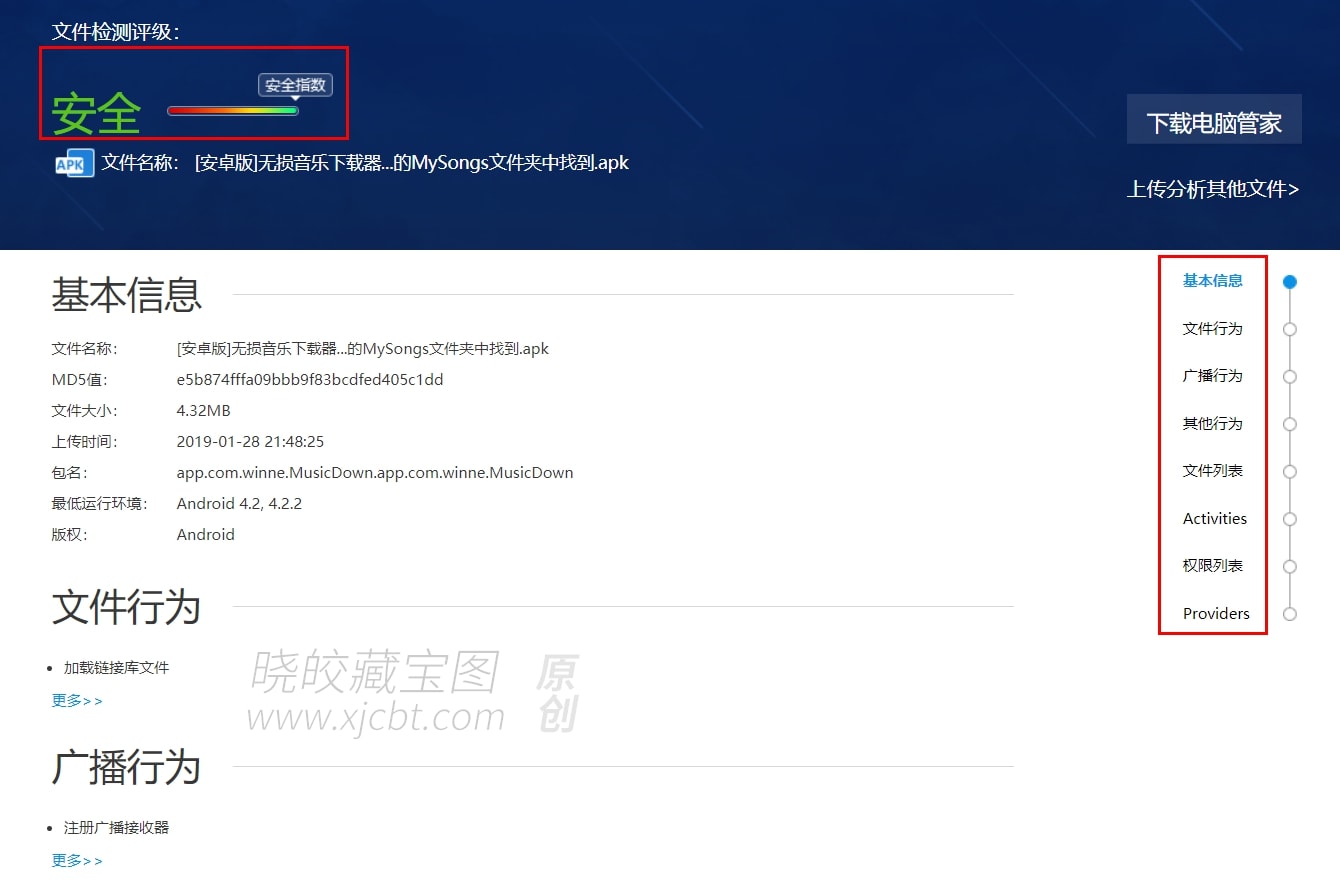 文件检测评级：
安全
安全指数
下载电脑管家
APK 文件名称： [安卓版]无损音乐下载器...的MySongs文件夹中找到.apk
上传分析其他文件>
基本信息
文件名称： [安卓版]无损音乐下载器...的MySongs文件夹中找到.apk
MD5值： e5b874fffa09bbb9f83bcdfed405c1dd
文件大小： 4.32MB
上传时间： 2019-01-28 21:48:25
包名： app.com.winne.MusicDown.app.com.winne.MusicDown
最低运行环境： Android 4.2, 4.2.2
版权： Android
文件行为
加载链接库文件
更多>>
广播行为
注册广播接收器
更多>>
基本信息
文件行为
广播行为
其他行为
文件列表
Activities
权限列表
Providers
晓皎藏宝图
www.xjcbt.com
原创